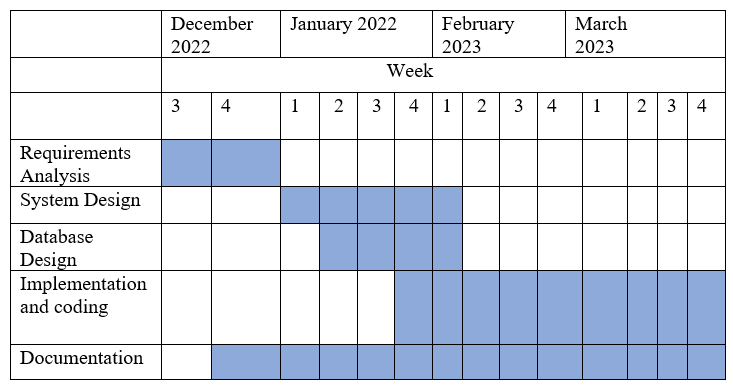 December 2022 January 2022 February 2023 March 2023
Week
3 4 1 2 3 4 1 2 3 4 1 2 3 4
Requirements
Analysis
System Design
Database
Design
Implementation
and coding
Documentation